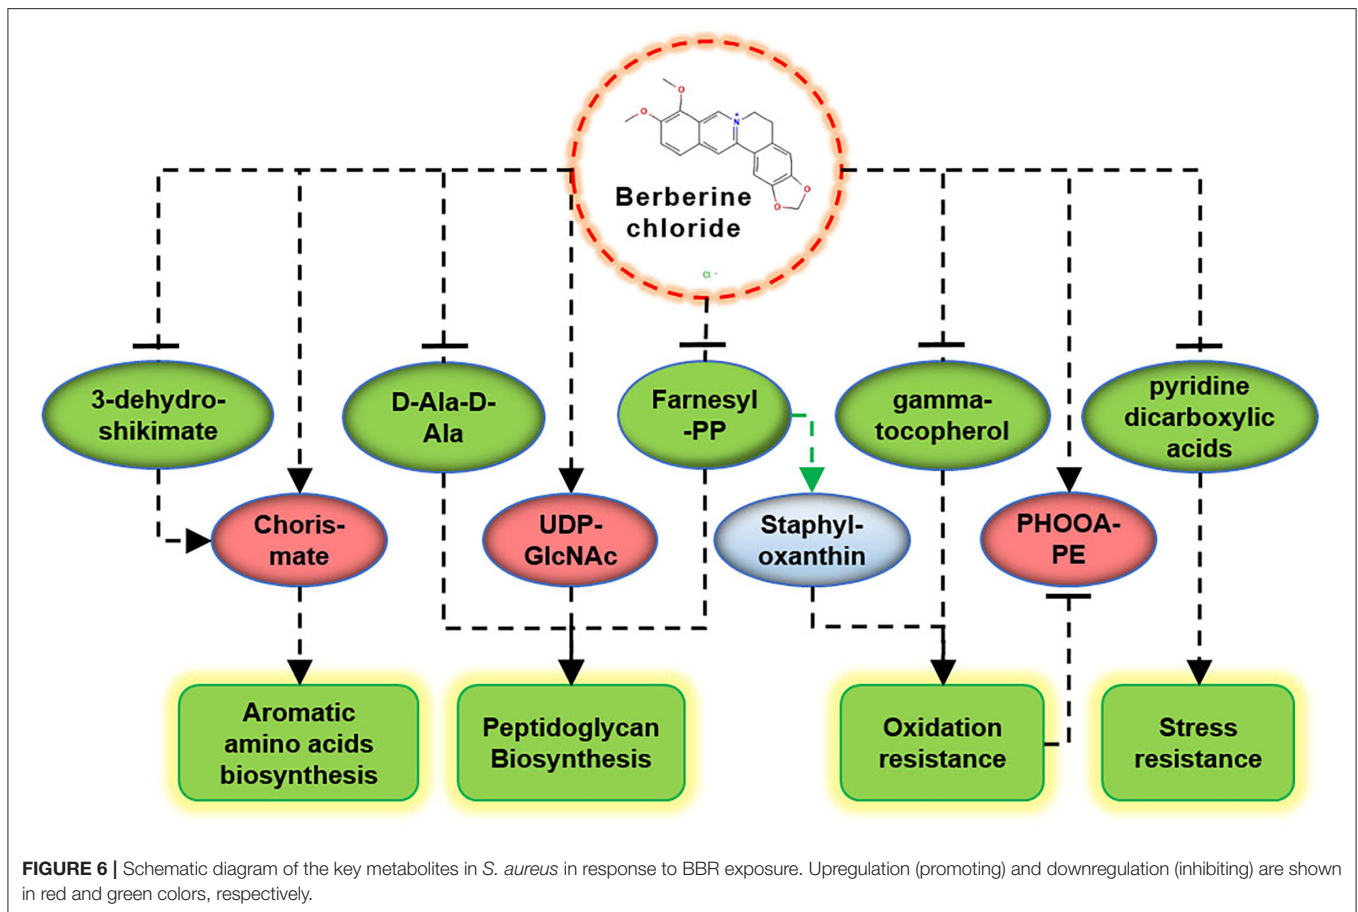 O
O
N+
O
O
Berberine
chloride
Cl -
3-dehydro-
shikimate
D-Ala-D-
Ala
Farnesyl
-PP
gamma-
tocopherol
pyridine
dicarboxylic
acids
Choris-
mate
UDP-
GlcNAc
Staphyl-
oxanthin
PHOOA-
PE
Aromatic
amino acids
biosynthesis
Peptidoglycan
Biosynthesis
Oxidation
resistance
Stress
resistance
FIGURE 6 | Schematic diagram of the key metabolites in S. aureus in response to BBR exposure. Upregulation (promoting) and downregulation (inhibiting) are shown
in red and green colors, respectively.